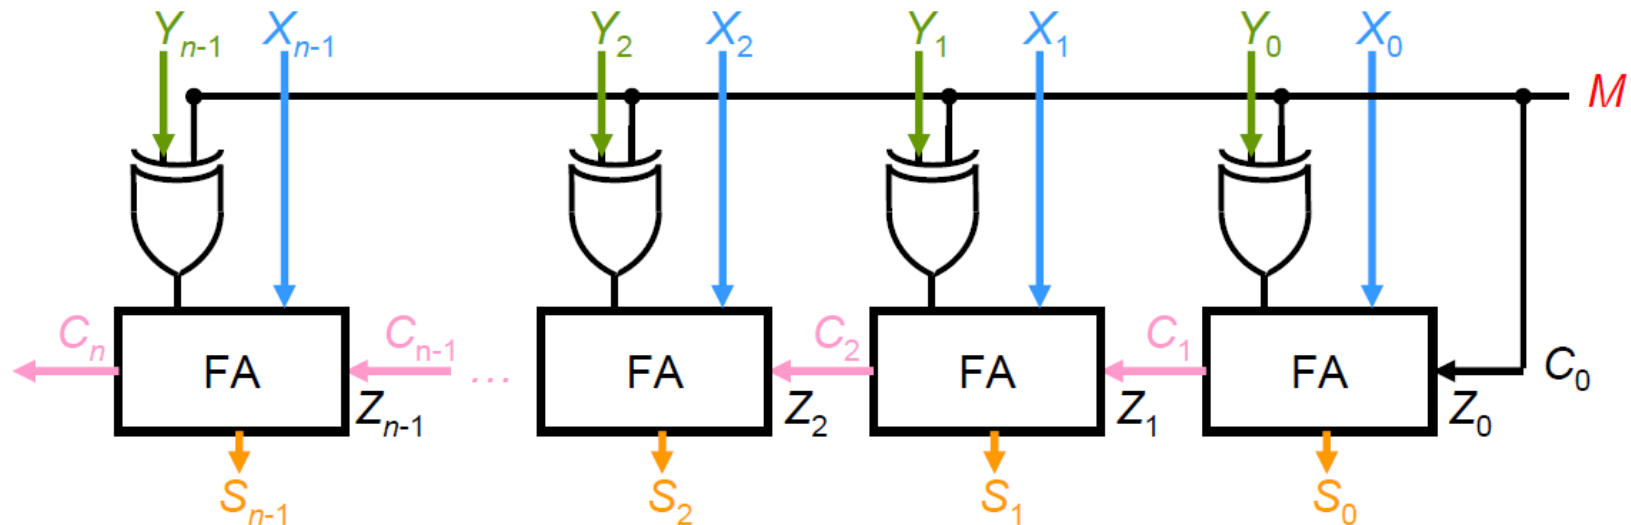 Yn-1 Xn-1 Y2 X2 Y1 X1 Y0 X0
M
Cn FA Cn-1 ... FA C2 FA C1 FA C0
Zn-1 Z2 Z1 Z0
Sn-1 S2 S1 S0